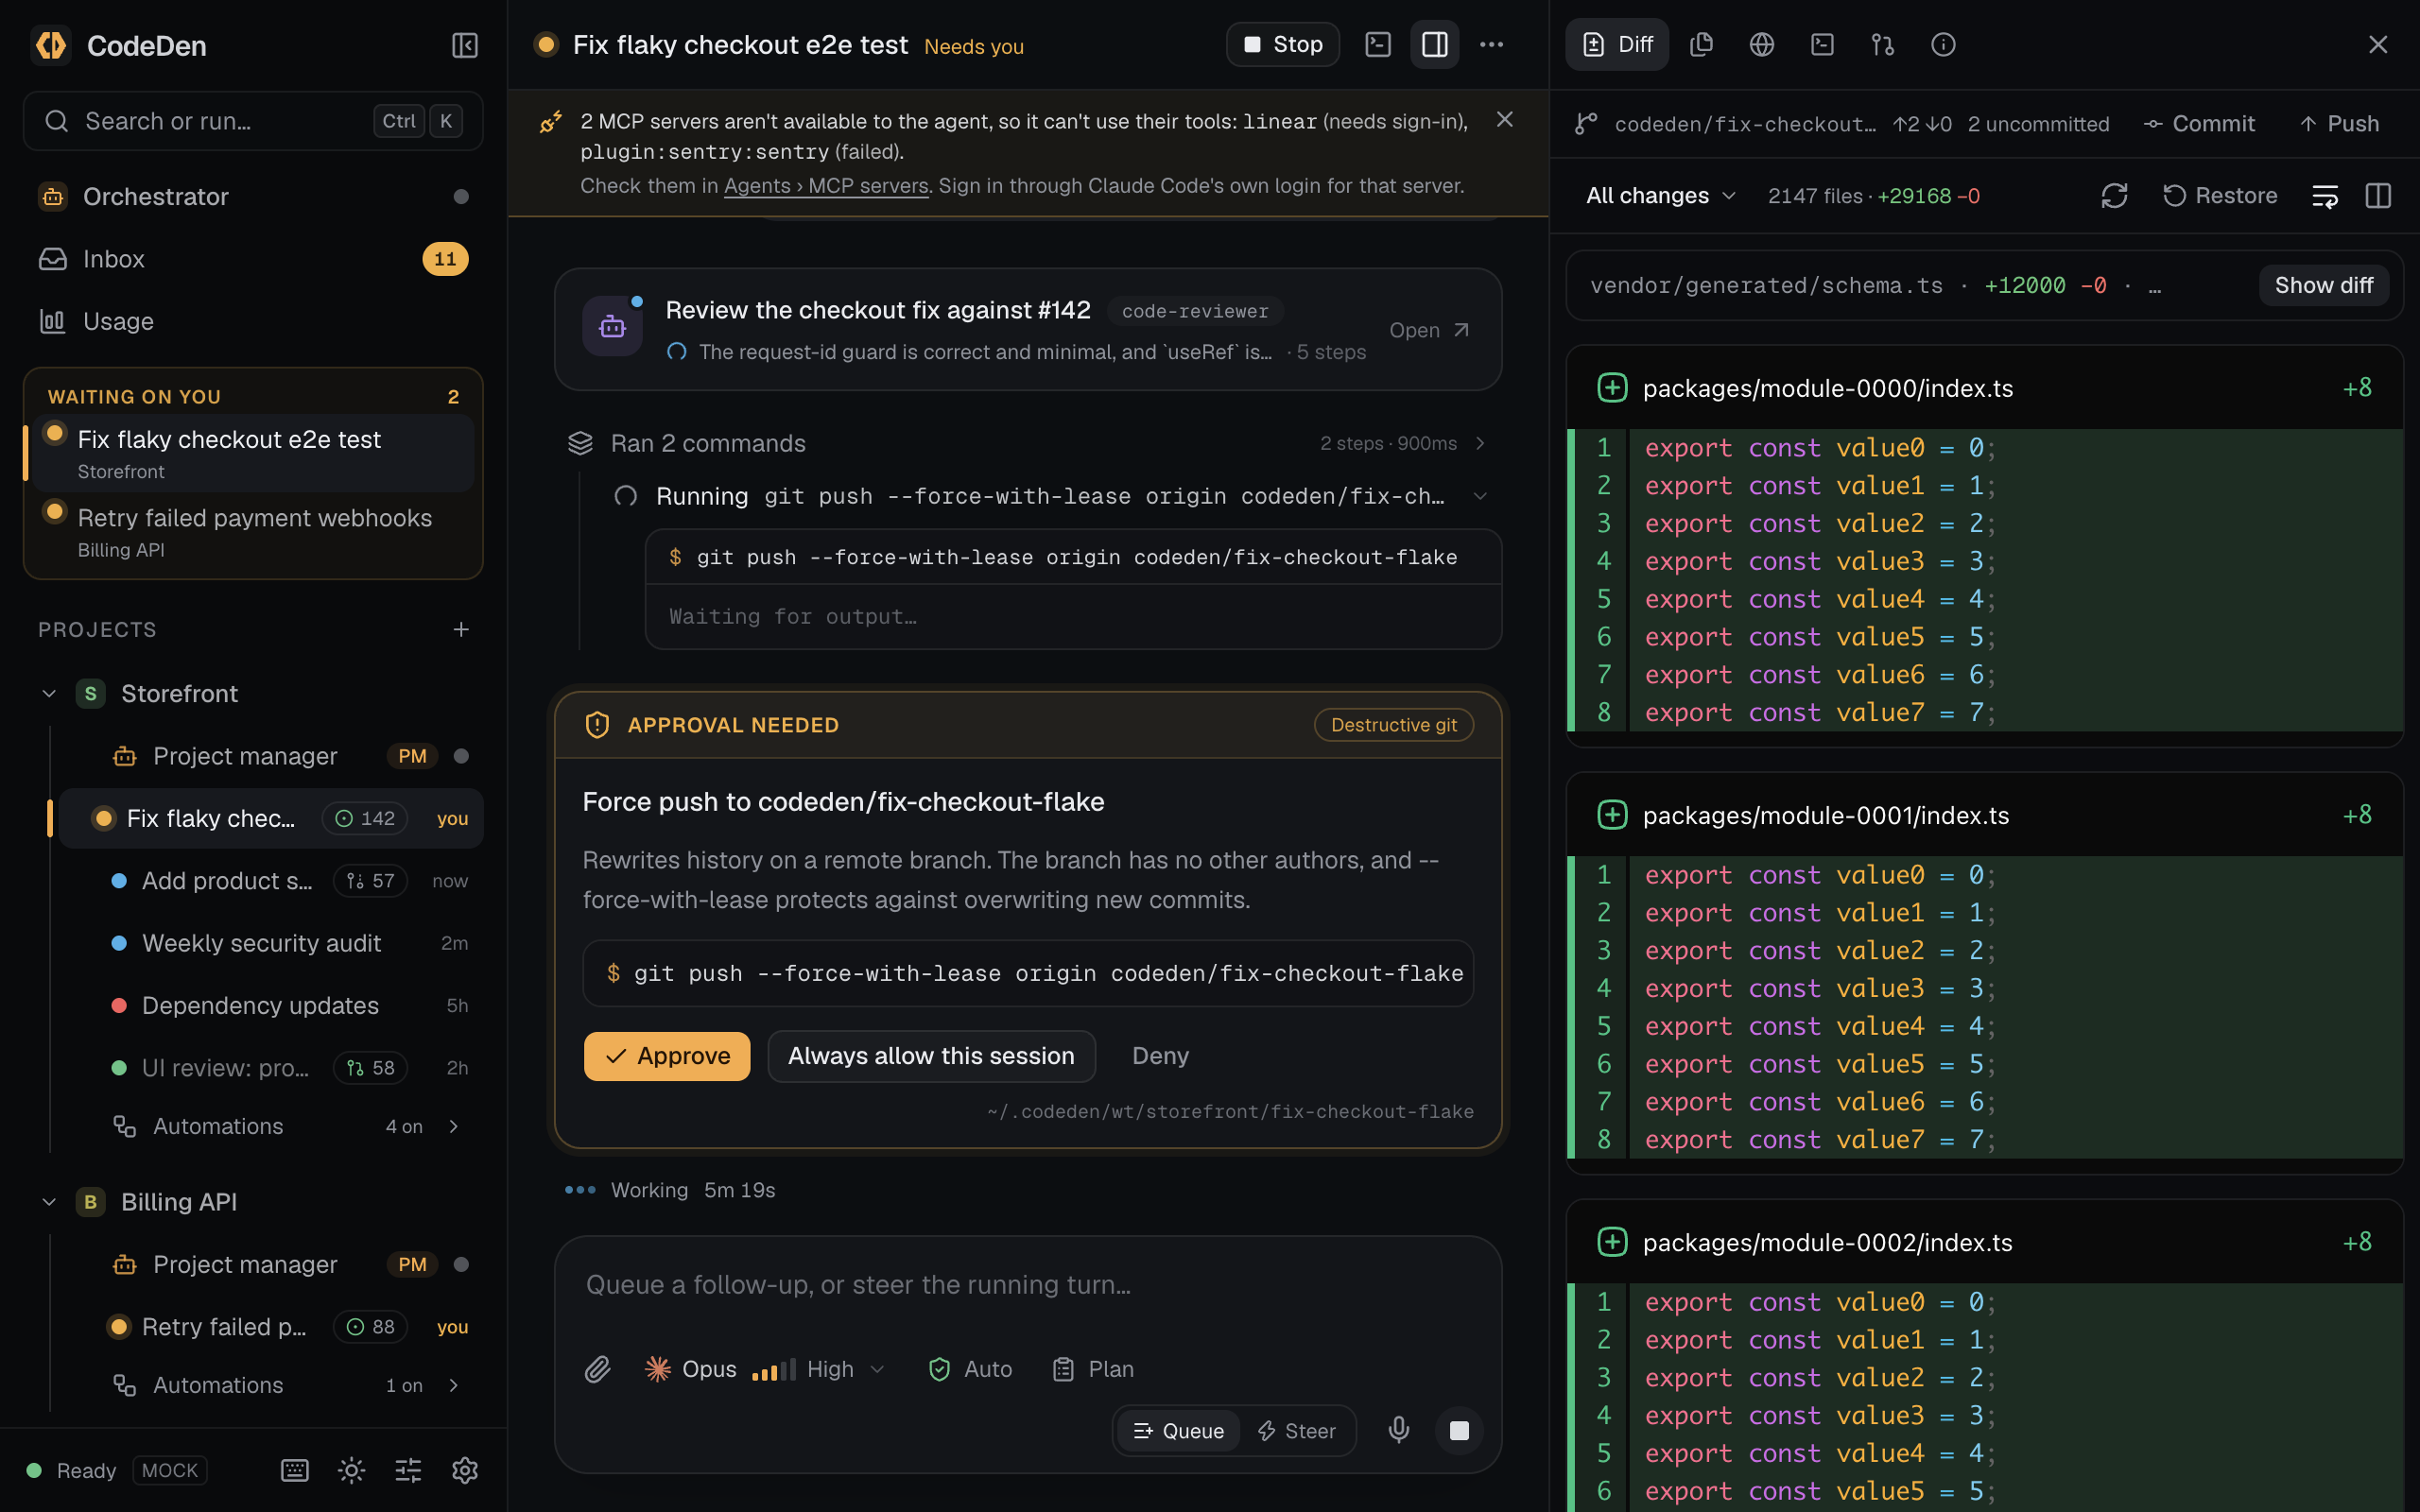 CodeDen
Search or run…
Ctrl K
Orchestrator
Inbox
11
Usage
WAITING ON YOU
2
Fix flaky checkout e2e test
Storefront
Retry failed payment webhooks
Billing API
PROJECTS
S Storefront
Project manager PM
Fix flaky chec… 142 you
Add product s… 57 now
Weekly security audit 2m
Dependency updates 5h
UI review: pro… 58 2h
Automations 4 on
B Billing API
Project manager PM
Retry failed p… 88 you
Automations 1 on
Ready MOCK
Fix flaky checkout e2e test Needs you
Stop
2 MCP servers aren't available to the agent, so it can't use their tools: linear (needs sign-in),
plugin:sentry:sentry (failed).
Check them in Agents › MCP servers. Sign in through Claude Code's own login for that server.
Review the checkout fix against #142 code-reviewer
The request-id guard is correct and minimal, and `useRef` is… · 5 steps
Open
Ran 2 commands
2 steps · 900ms
Running git push --force-with-lease origin codeden/fix-ch…
$ git push --force-with-lease origin codeden/fix-checkout-flake
Waiting for output…
APPROVAL NEEDED
Destructive git
Force push to codeden/fix-checkout-flake
Rewrites history on a remote branch. The branch has no other authors, and --
force-with-lease protects against overwriting new commits.
$ git push --force-with-lease origin codeden/fix-checkout-flake
Approve
Always allow this session
Deny
~/.codeden/wt/storefront/fix-checkout-flake
Working 5m 19s
Queue a follow-up, or steer the running turn…
Opus High Auto Plan
Queue Steer
Diff
codeden/fix-checkout… ↑2 ↓0 2 uncommitted Commit Push
All changes 2147 files · +29168 −0 Restore
vendor/generated/schema.ts · +12000 −0 · … Show diff
packages/module-0000/index.ts +8
1 export const value0 = 0;
2 export const value1 = 1;
3 export const value2 = 2;
4 export const value3 = 3;
5 export const value4 = 4;
6 export const value5 = 5;
7 export const value6 = 6;
8 export const value7 = 7;
packages/module-0001/index.ts +8
1 export const value0 = 0;
2 export const value1 = 1;
3 export const value2 = 2;
4 export const value3 = 3;
5 export const value4 = 4;
6 export const value5 = 5;
7 export const value6 = 6;
8 export const value7 = 7;
packages/module-0002/index.ts +8
1 export const value0 = 0;
2 export const value1 = 1;
3 export const value2 = 2;
4 export const value3 = 3;
5 export const value4 = 4;
6 export const value5 = 5;